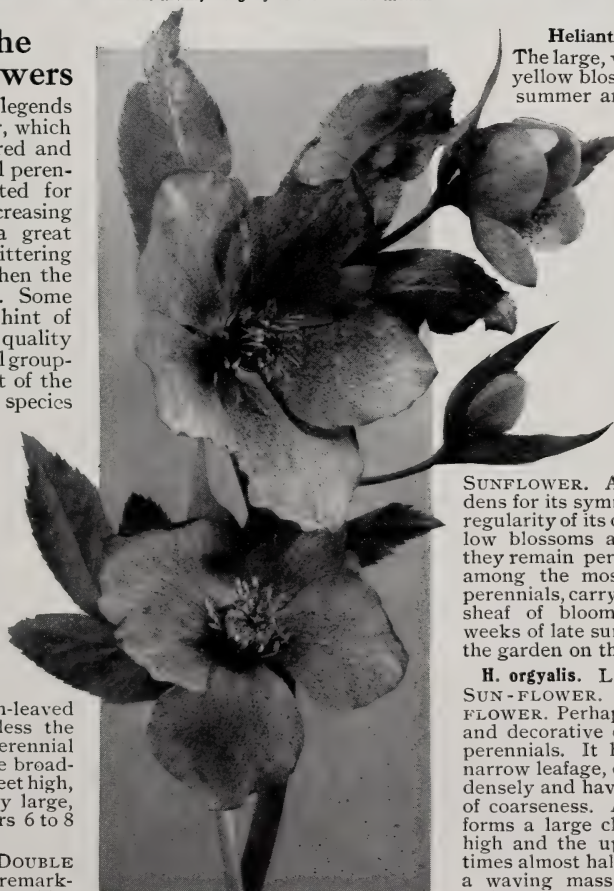 he
wers
legends
r, which
red and
l peren-
ted for
creasing
a great
ittering
hen the
. Some
hint of
quality
l group-
t of the
species
n-leaved
less the
erennial
e broad-
eet high,
y large,
rs 6 to 8
DOUBLE
remark-
Heliant
The large, v
yellow blos
summer an
SUNFLOWER. A
dens for its sym
regularity of its
low blossoms a
they remain per
among the mos
perennials, carry
sheaf of bloom
weeks of late su
the garden on th
H. orgyalis. L
SUN-FLOWER.
FLOWER. Perhap
and decorative
perennials. It h
narrow leafage,
densely and hav
of coarseness. A
forms a large cl
high and the up
times almost hal
a waving mass